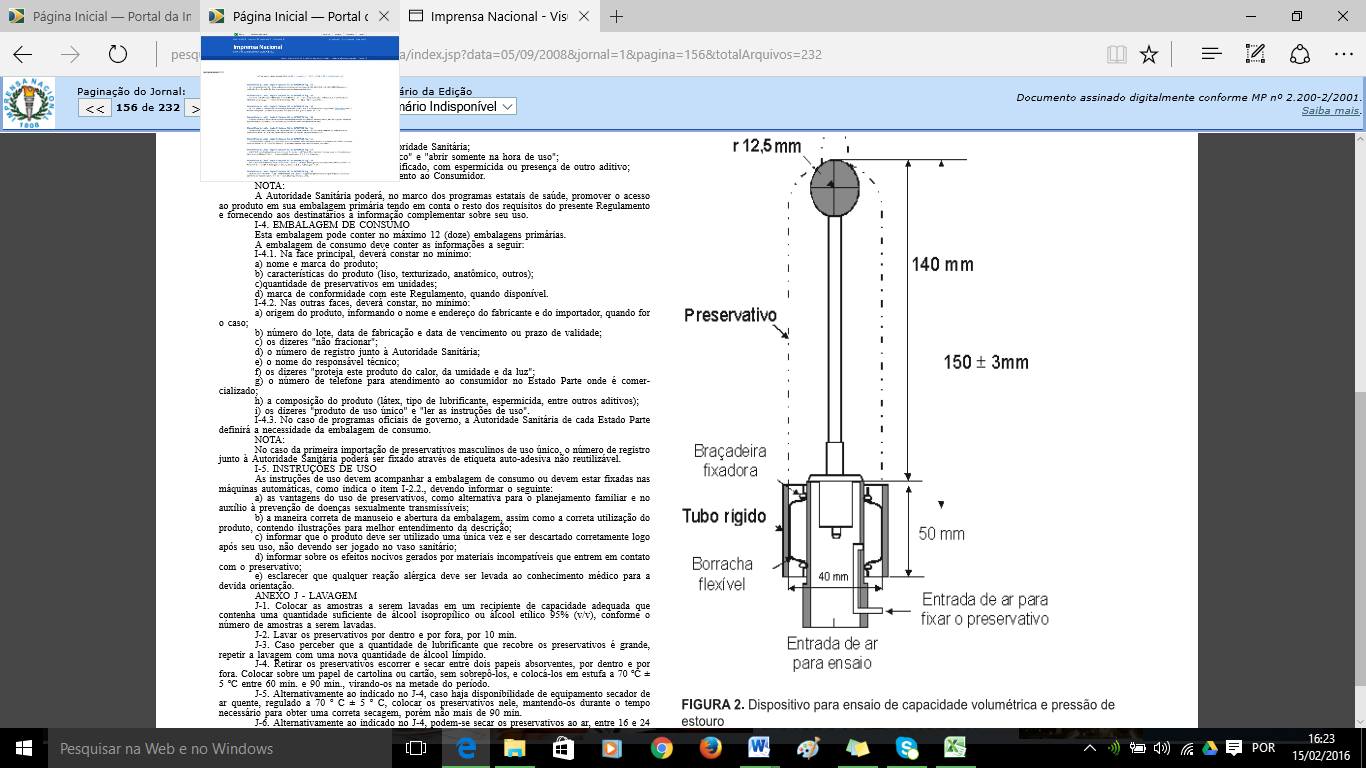 Página Inicial — Portal da In
Página Inicial — Portal d
Imprensa Nacional - Visu
a/index.jsp?data=05/09/2008&jornal=1&pagina=156&totalArquivos=232
Imprensa Nacional
Paginação do Jornal:
<< 156 de 232
da Edição
Indisponível
Documento assinado digitalmente conforme MP nº 2.200-2/2001.
Saiba mais.
Sanitária;
e "abrir somente na hora de uso";
com espermicida ou presença de outro aditivo;
ao Consumidor.
NOTA:
A Autoridade Sanitária poderá, no marco dos programas estatais de saúde, promover o acesso
ao produto em sua embalagem primária tendo em conta o resto dos requisitos do presente Regulamento
e fornecendo aos destinatários a informação complementar sobre seu uso.
I-4. EMBALAGEM DE CONSUMO
Esta embalagem pode conter no máximo 12 (doze) embalagens primárias.
A embalagem de consumo deve conter as informações a seguir:
I-4.1. Na face principal, deverá constar no mínimo:
a) nome e marca do produto;
b) características do produto (liso, texturizado, anatômico, outros);
c)quantidade de preservativos em unidades;
d) marca de conformidade com este Regulamento, quando disponível.
I-4.2. Nas outras faces, deverá constar, no mínimo:
a) origem do produto, informando o nome e endereço do fabricante e do importador, quando for
o caso;
b) número do lote, data de fabricação e data de vencimento ou prazo de validade;
c) os dizeres "não fracionar";
d) o número de registro junto à Autoridade Sanitária;
e) o nome do responsável técnico;
f) os dizeres "proteja este produto do calor, da umidade e da luz";
g) o número de telefone para atendimento ao consumidor no Estado Parte onde é comer-
cializado;
h) a composição do produto (látex, tipo de lubrificante, espermicida, entre outros aditivos);
i) os dizeres "produto de uso único" e "ler as instruções de uso".
I-4.3. No caso de programas oficiais de governo, a Autoridade Sanitária de cada Estado Parte
definirá a necessidade da embalagem de consumo.
NOTA:
No caso da primeira importação de preservativos masculinos de uso único, o número de registro
junto à Autoridade Sanitária poderá ser fixado através de etiqueta auto-adesiva não reutilizável.
I-5. INSTRUÇÕES DE USO
As instruções de uso devem acompanhar a embalagem de consumo ou devem estar fixadas nas
máquinas automáticas, como indica o item I-2.2., devendo informar o seguinte:
a) as vantagens do uso de preservativos, como alternativa para o planejamento familiar e no
auxílio à prevenção de doenças sexualmente transmissíveis;
b) a maneira correta de manuseio e abertura da embalagem, assim como a correta utilização do
produto, contendo ilustrações para melhor entendimento da descrição;
c) informar que o produto deve ser utilizado uma única vez e ser descartado corretamente logo
após seu uso, não devendo ser jogado no vaso sanitário;
d) informar sobre os efeitos nocivos gerados por materiais incompatíveis que entrem em contato
com o preservativo;
e) esclarecer que qualquer reação alérgica deve ser levada ao conhecimento médico para a
devida orientação.
ANEXO J - LAVAGEM
J-1. Colocar as amostras a serem lavadas em um recipiente de capacidade adequada que
contenha uma quantidade suficiente de álcool isopropílico ou álcool etílico 95% (v/v), conforme o
número de amostras a serem lavadas.
J-2. Lavar os preservativos por dentro e por fora, por 10 min.
J-3. Caso perceber que a quantidade de lubrificante que recobre os preservativos é grande,
repetir a lavagem com uma nova quantidade de álcool límpido.
J-4. Retirar os preservativos escorrer e secar entre dois papeis absorventes, por dentro e por
fora. Colocar sobre um papel de cartolina ou cartão, sem sobrepô-los, e colocá-los em estufa a 70 °C ±
5 °C entre 60 min. e 90 min., virando-os na metade do período.
J-5. Alternativamente ao indicado no J-4, caso haja disponibilidade de equipamento secador de
ar quente, regulado a 70 ° C ± 5 ° C, colocar os preservativos nele, mantendo-os durante o tempo
necessário para obter uma correta secagem, porém não mais de 90 min.
J-6. Alternativamente ao indicado no J-4, podem-se secar os preservativos ao ar, entre 16 e 24
r 12,5 mm
140 mm
Preservativo
150 ± 3mm
Braçadeira
fixadora
Tubo rígido
50 mm
Borracha
flexível
40 mm
Entrada de ar para
fixar o preservativo
Entrada de ar
para ensaio
FIGURA 2. Dispositivo para ensaio de capacidade volumétrica e pressão de
estouro
Pesquisar na Web e no Windows
POR
16:23
15/02/2016